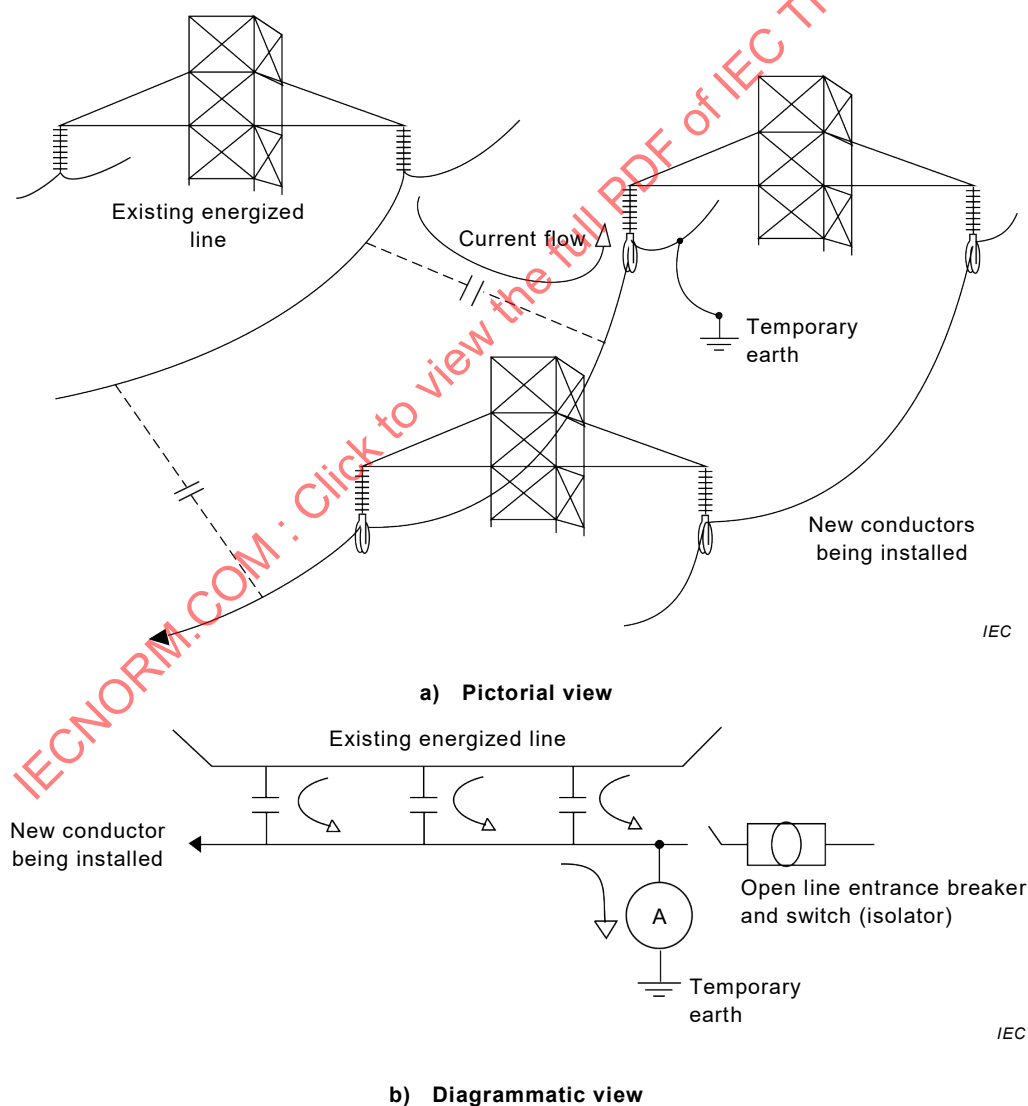 Existing energized
line
Current flow
Temporary
earth
New conductors
being installed
IEC
a) Pictorial view
Existing energized line
New conductor
being installed
Open line entrance breaker
and switch (isolator)
A
Temporary
earth
IEC
b) Diagrammatic view
IECNORM.COM : Click to view the full PDF of IEC